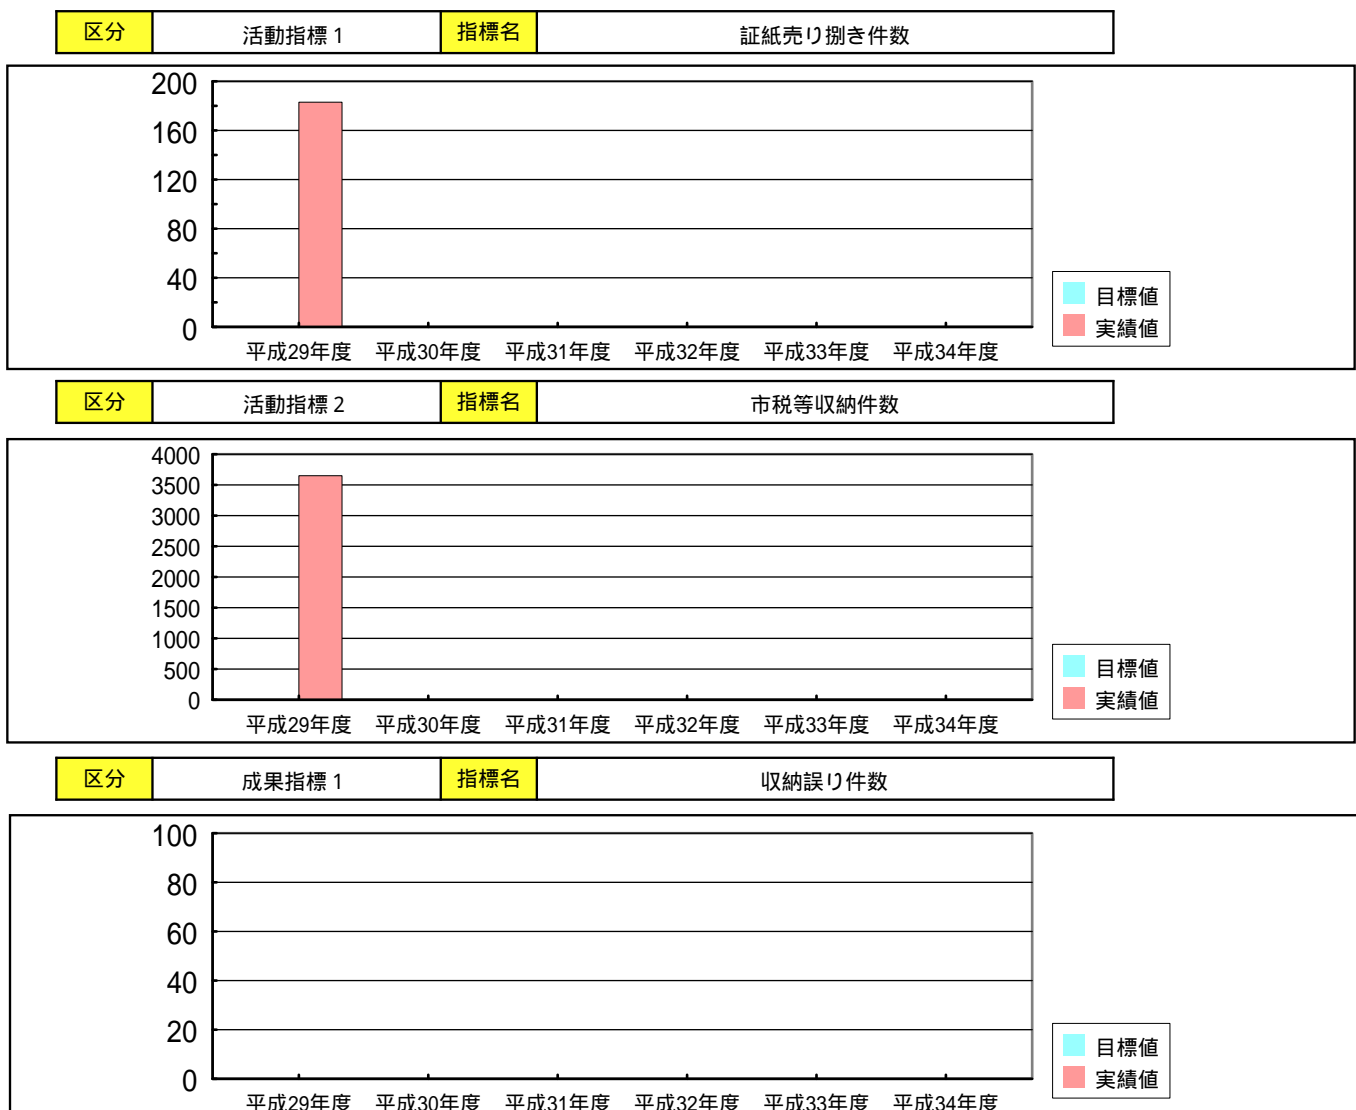 区分 活動指標1 指標名 証紙売り捌き件数
200
160
120
80
40
0
平成29年度 平成30年度 平成31年度 平成32年度 平成33年度 平成34年度
目標値
実績値
区分 活動指標2 指標名 市税等収納件数
4000
3500
3000
2500
2000
1500
1000
500
0
平成29年度 平成30年度 平成31年度 平成32年度 平成33年度 平成34年度
目標値
実績値
区分 成果指標1 指標名 収納誤り件数
100
80
60
40
20
0
平成29年度 平成30年度 平成31年度 平成32年度 平成33年度 平成34年度
目標値
実績値